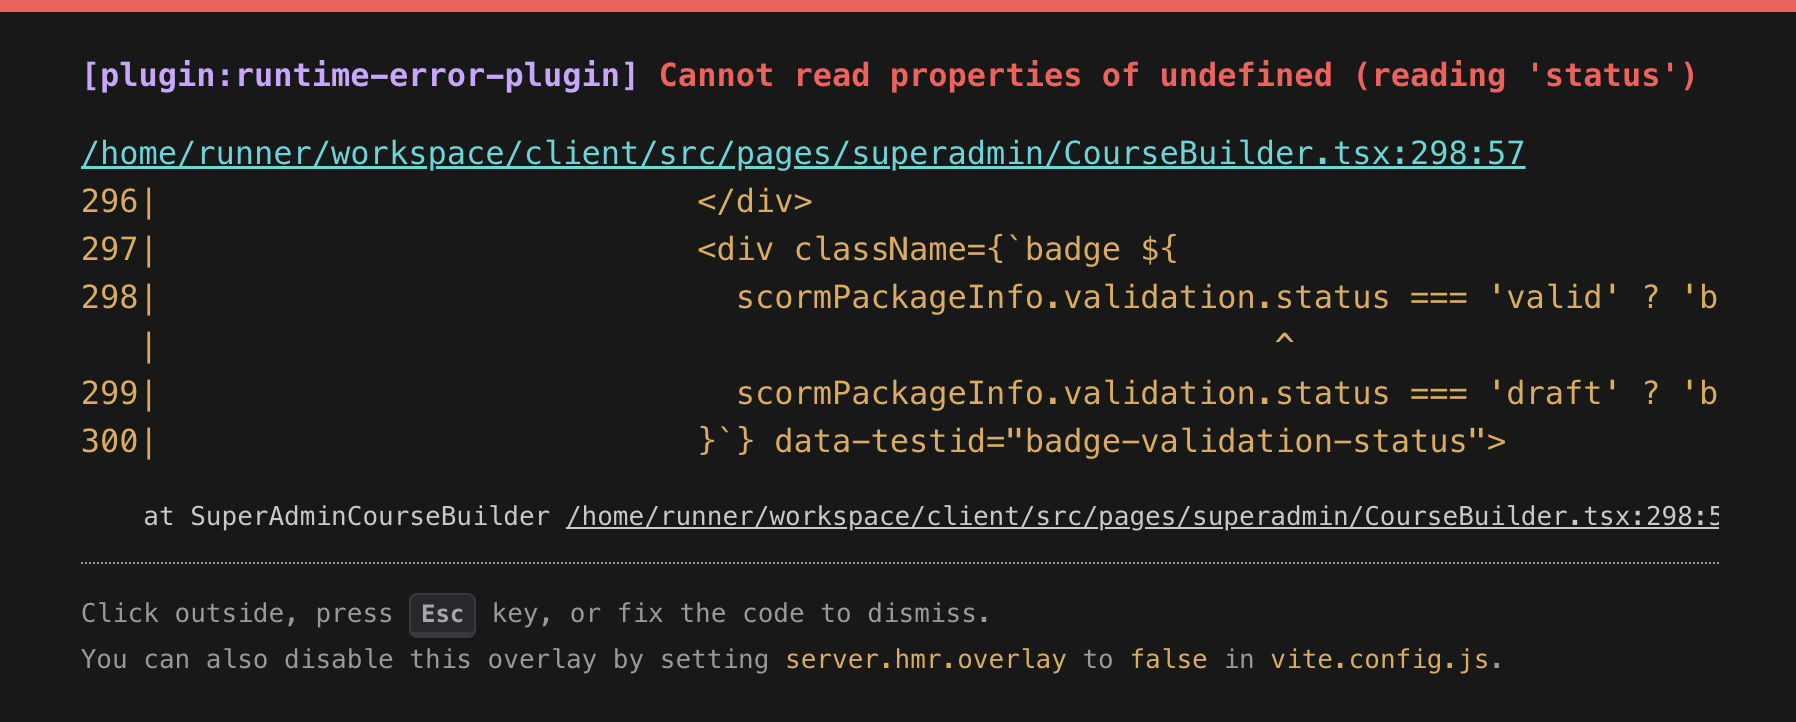 [plugin:runtime-error-plugin] Cannot read properties of undefined (reading 'status')
/home/runner/workspace/client/src/pages/superadmin/CourseBuilder.tsx:298:57
296|                            </div>
297|                            <div className={`badge ${
298|                              scormPackageInfo.validation.status === 'valid' ? 'b
   |                                                         ^
299|                              scormPackageInfo.validation.status === 'draft' ? 'b
300|                            }`} data-testid="badge-validation-status">
at SuperAdminCourseBuilder /home/runner/workspace/client/src/pages/superadmin/CourseBuilder.tsx:298:5
Click outside, press Esc key, or fix the code to dismiss.
You can also disable this overlay by setting server.hmr.overlay to false in vite.config.js.